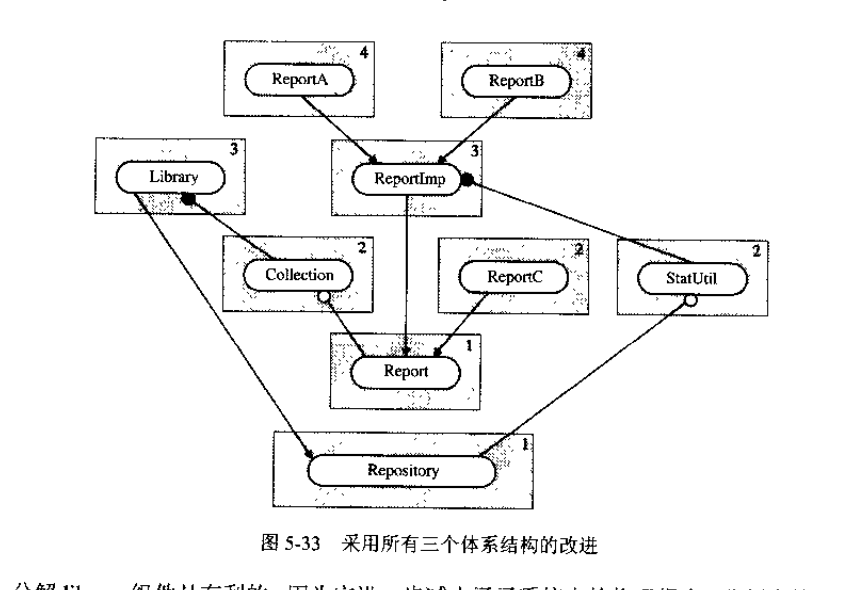 4
4
ReportA
ReportB
3
3
Library
ReportImp
2
2
2
Collection
ReportC
StatUtil
1
Report
1
Repository
图 5-33 采用所有三个体系结构的改进